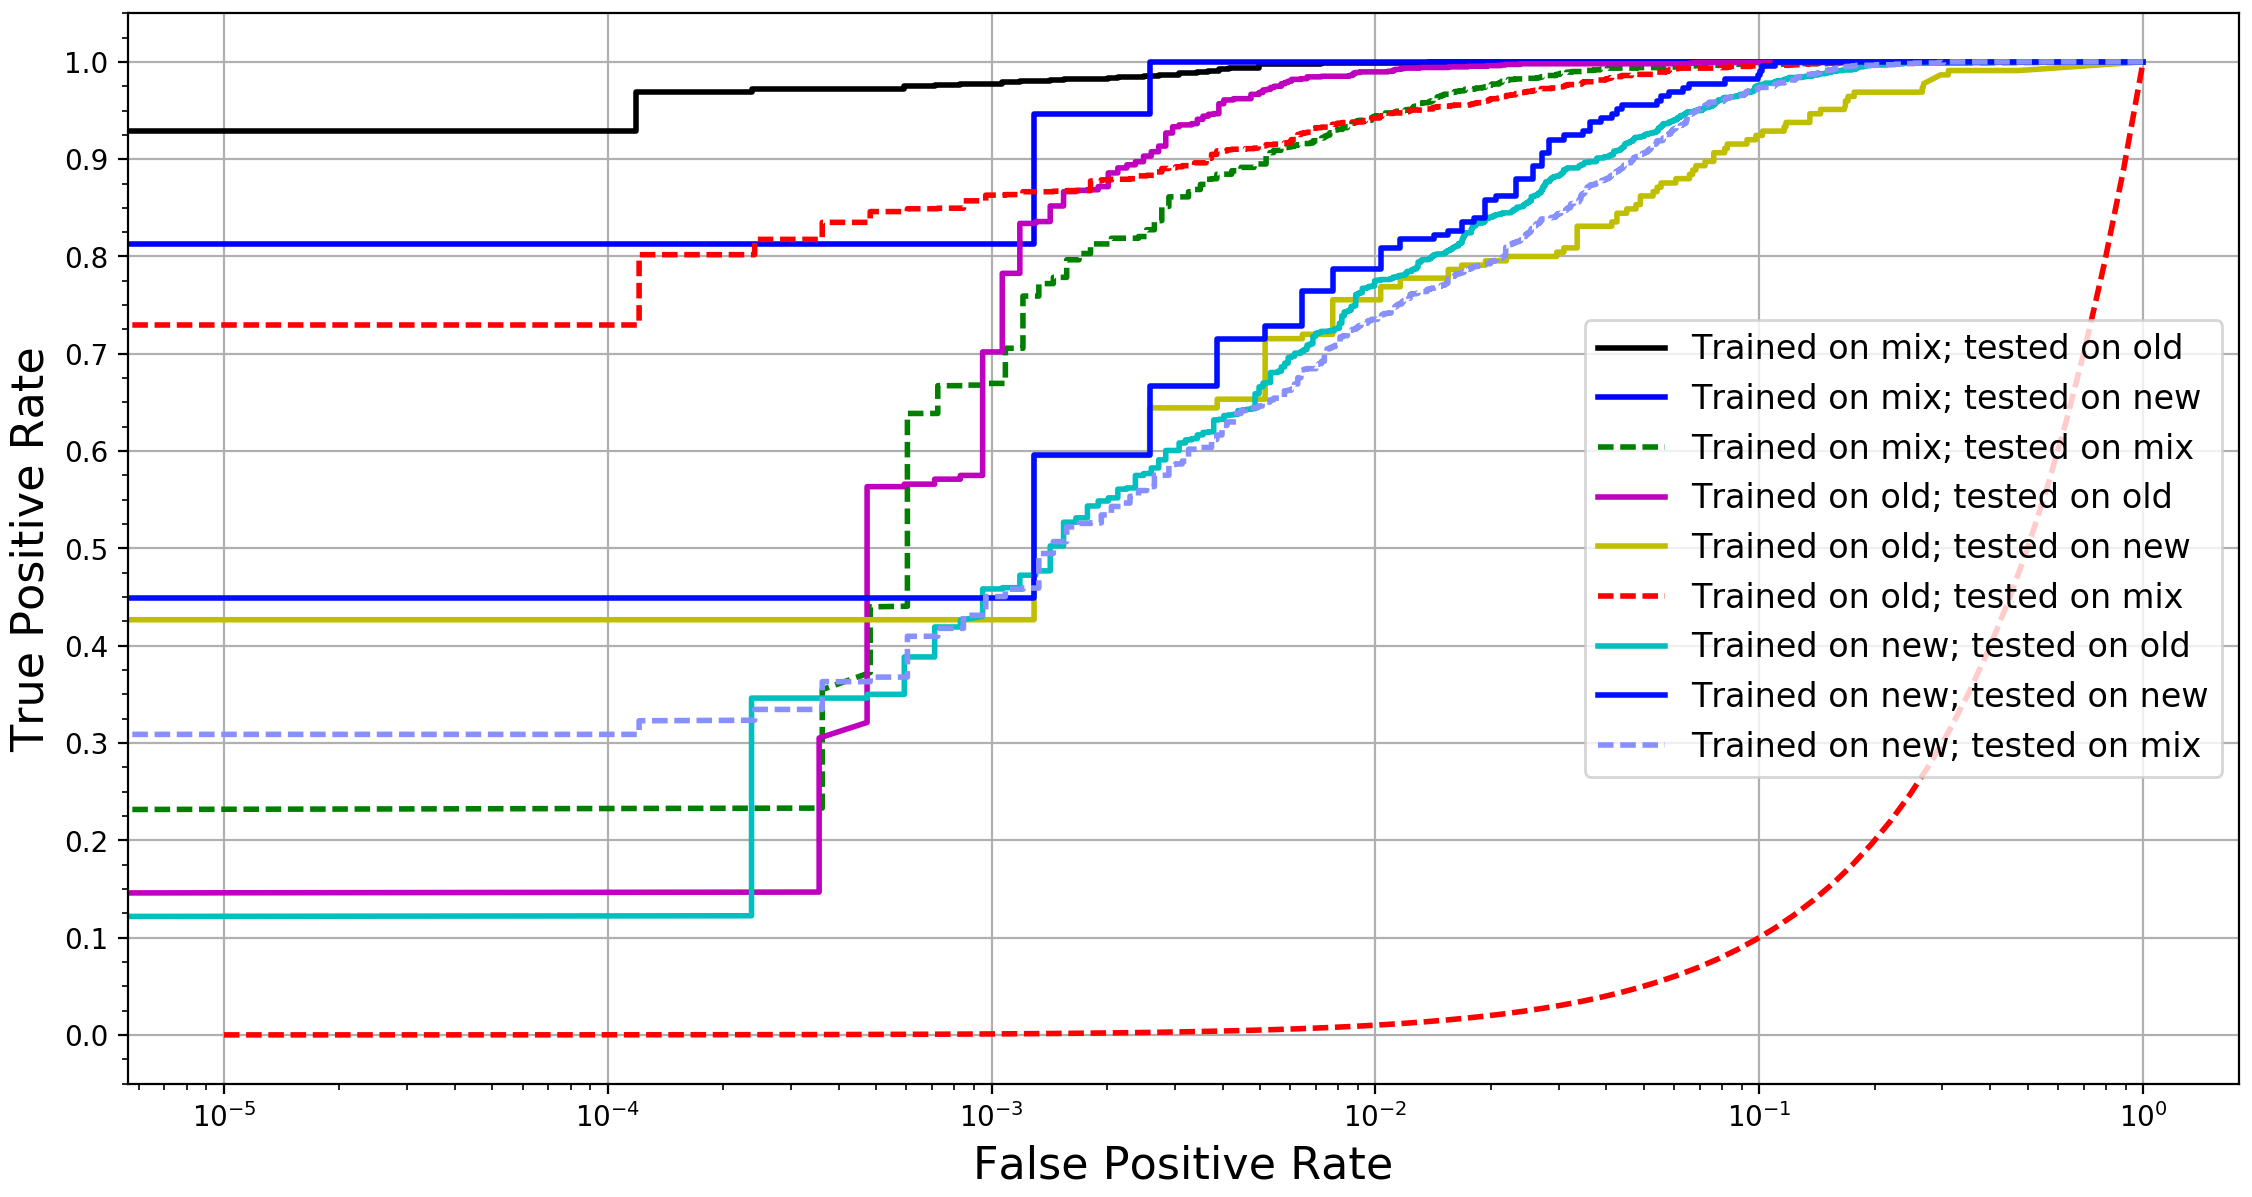 1.0
0.9
0.8
0.7
0.6
0.5
0.4
0.3
0.2
0.1
0.0
True Positive Rate
Trained on mix; tested on old
Trained on mix; tested on new
Trained on mix; tested on mix
Trained on old; tested on old
Trained on old; tested on new
Trained on old; tested on mix
Trained on new; tested on old
Trained on new; tested on new
Trained on new; tested on mix
10⁻⁵ 10⁻⁴ 10⁻³ 10⁻² 10⁻¹ 10⁰
False Positive Rate